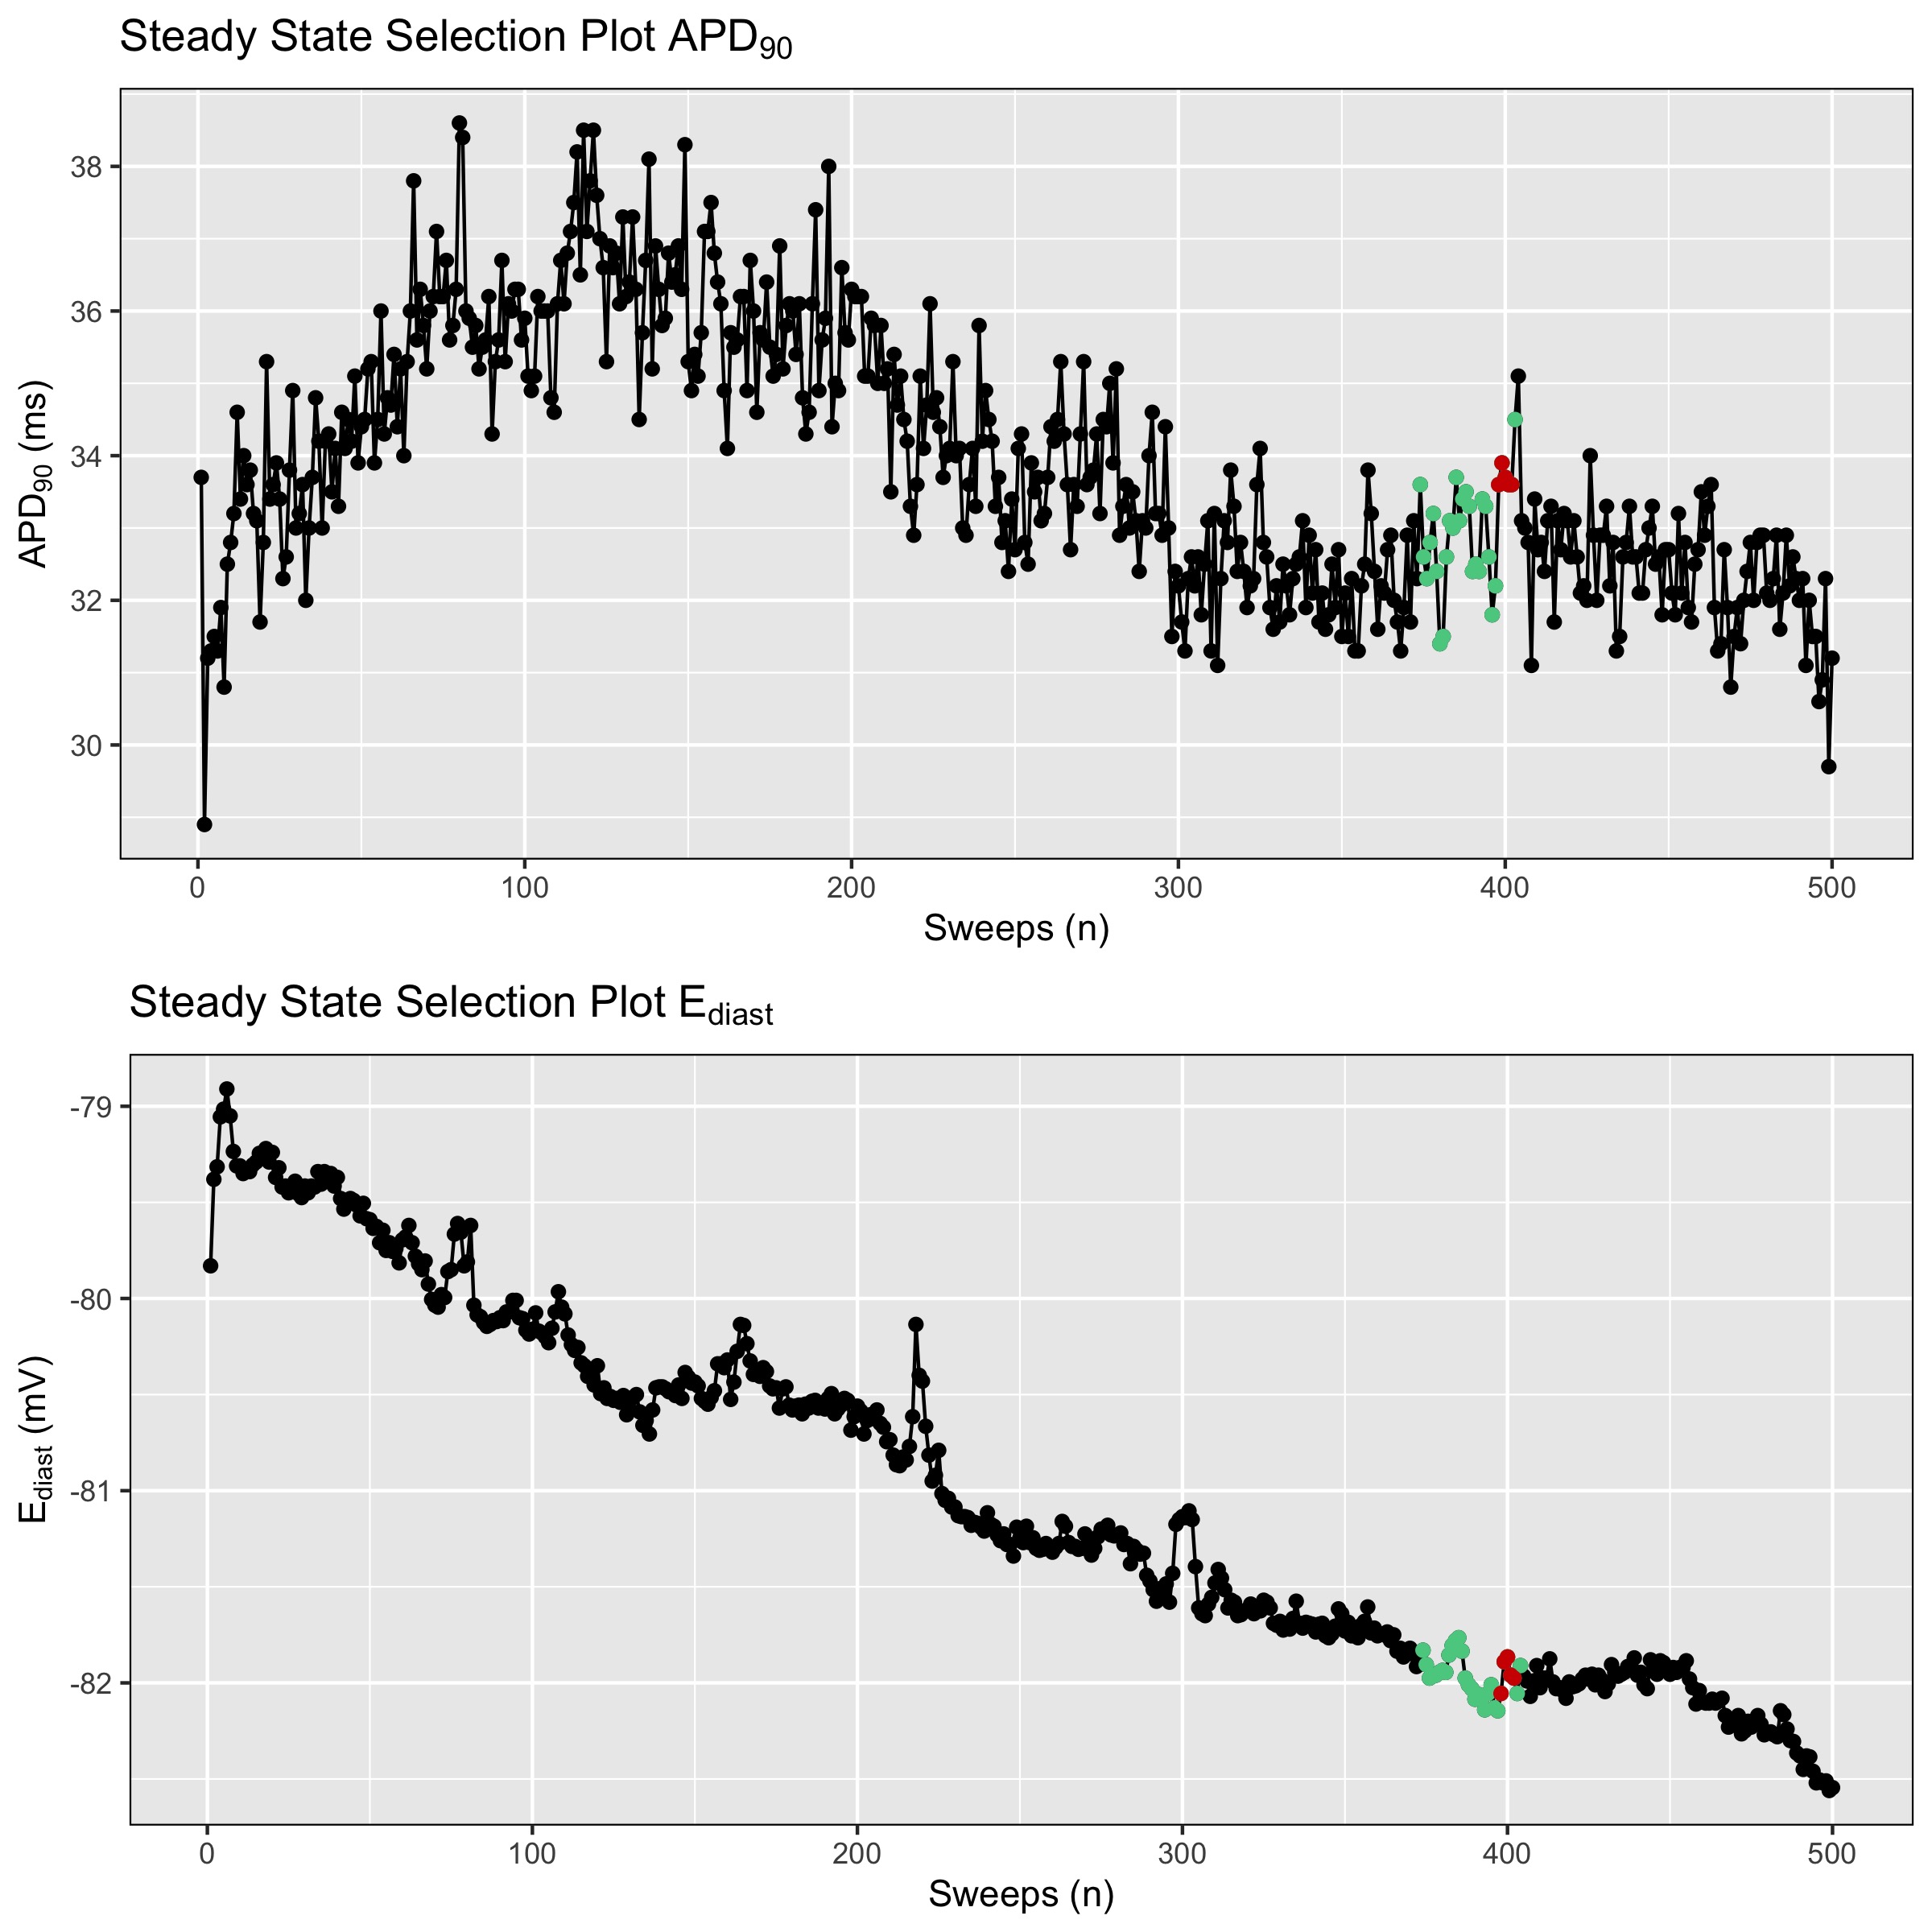 Steady State Selection Plot APD90
38
36
34
32
30
APD90 (ms)
0 100 200 300 400 500
Sweeps (n)
Steady State Selection Plot Ediast
-79
-80
-81
-82
Ediast (mV)
0 100 200 300 400 500
Sweeps (n)